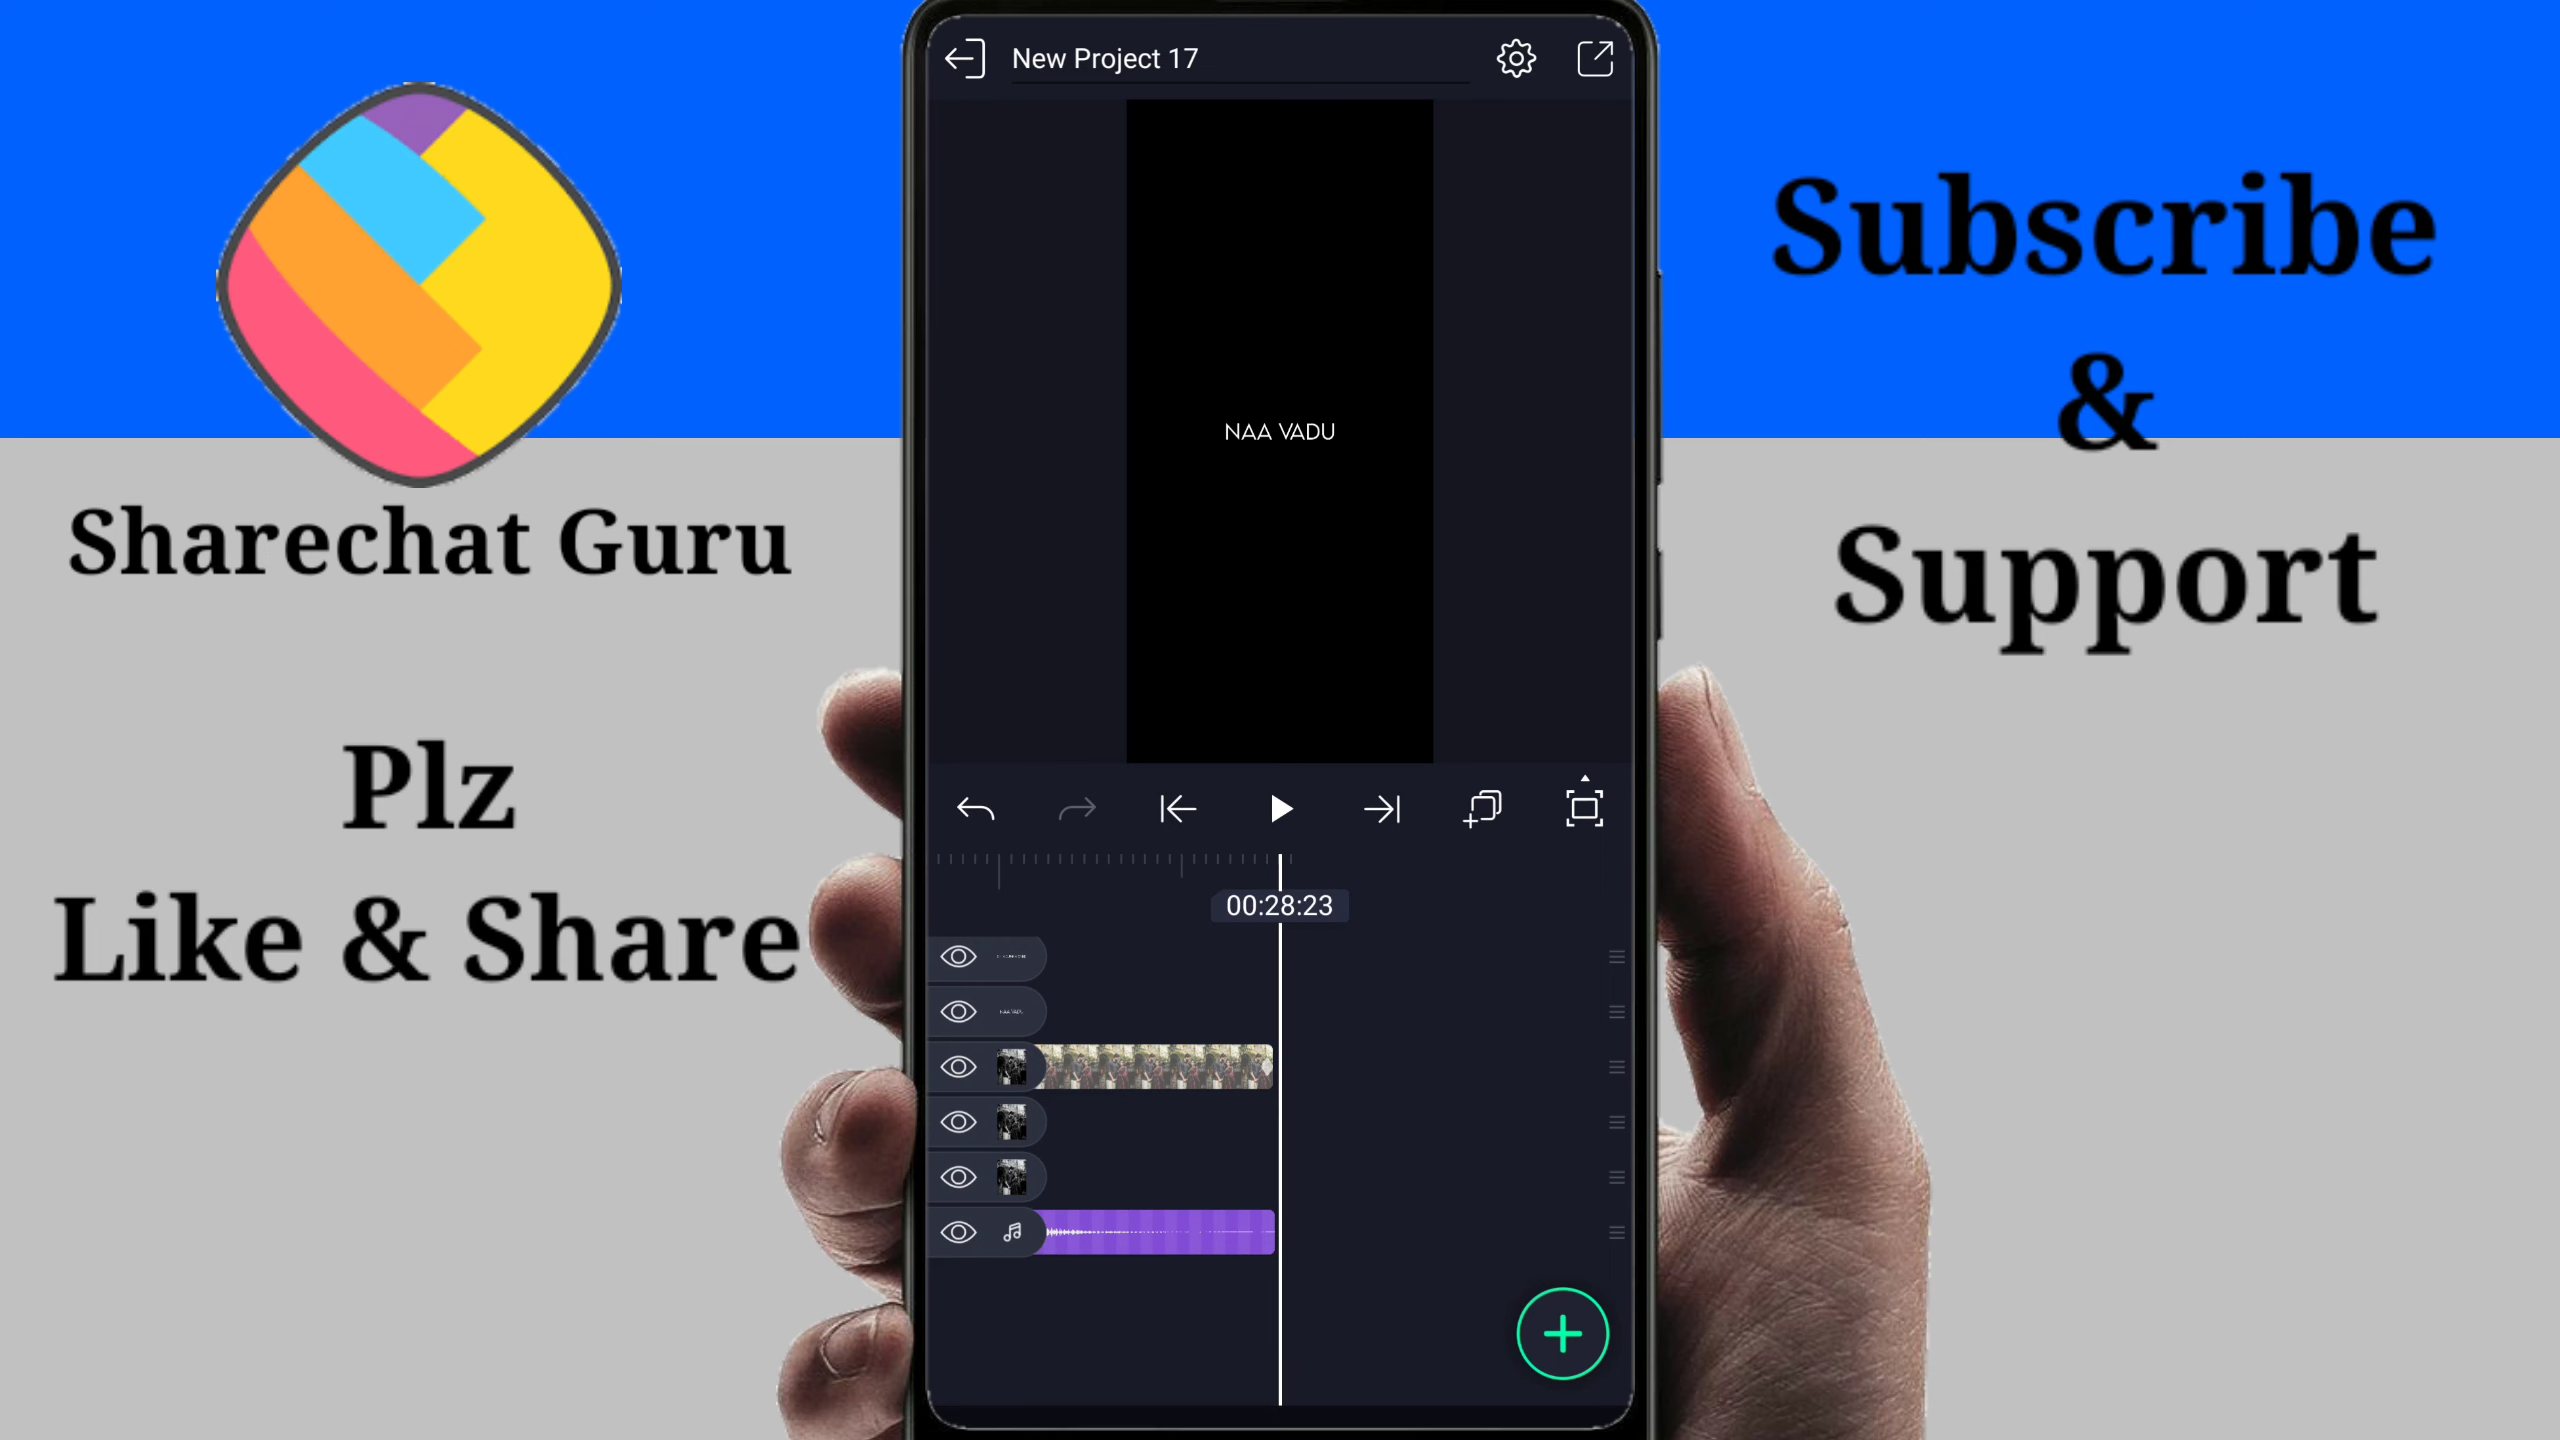 New Project 17
NAA VADU
00:28:23
Sharechat Guru
Plz
Like & Share
Subscribe
&
Support